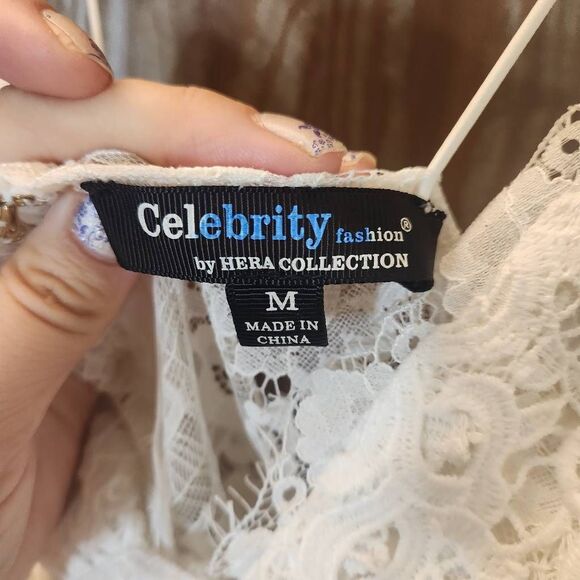 Celebrity fashion®
by HERA COLLECTION
M
MADE IN
CHINA